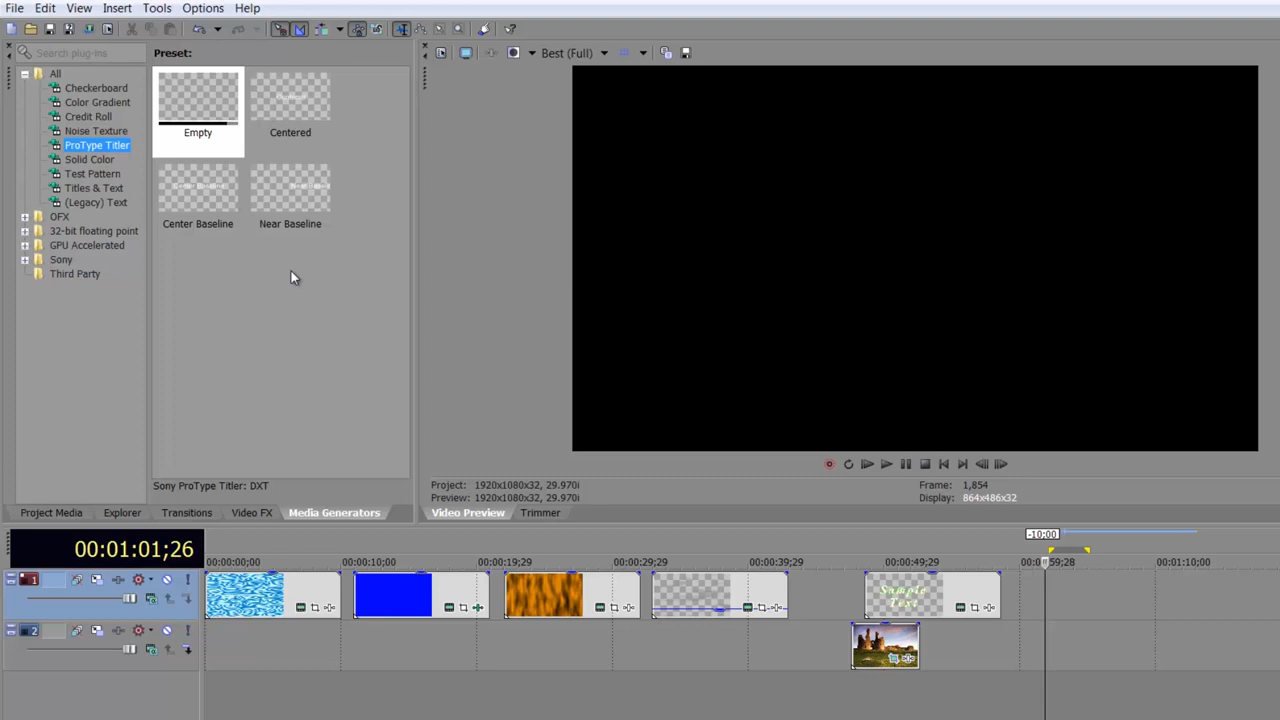 File Edit View Insert Tools Options Help
Search plug-ins
Preset:
Best (Full)
All
Checkerboard
Color Gradient
Credit Roll
Noise Texture
ProType Titler
Solid Color
Test Pattern
Titles & Text
(Legacy) Text
OFX
32-bit floating point
GPU Accelerated
Sony
Third Party
Empty
Centered
Center Baseline
Near Baseline
Sony ProType Titler: DXT
Project: 1920x1080x32, 29.970i
Preview: 1920x1080x32, 29.970i
Frame: 1,854
Display: 864x486x32
Project Media Explorer Transitions Video FX Media Generators
Video Preview Trimmer
00:01:01;26
-10:00
00:00:00;00 00:00:10;00 00:00:19;29 00:00:29;29 00:00:39;29 00:00:49;29 00:00:59;28 00:01:10;00
1
Sample
Text
2